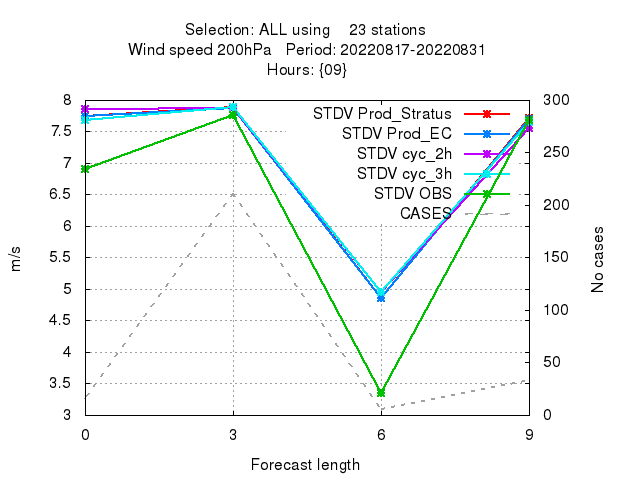 Selection: ALL using 23 stations
Wind speed 200hPa Period: 20220817-20220831
Hours: {09}
STDV Prod_Stratus
STDV Prod_EC
STDV cyc_2h
STDV cyc_3h
STDV OBS
CASES
8
7.5
7
6.5
6
5.5
5
4.5
4
3.5
3
300
250
200
150
100
50
0
m/s
No cases
0 3 6 9
Forecast length